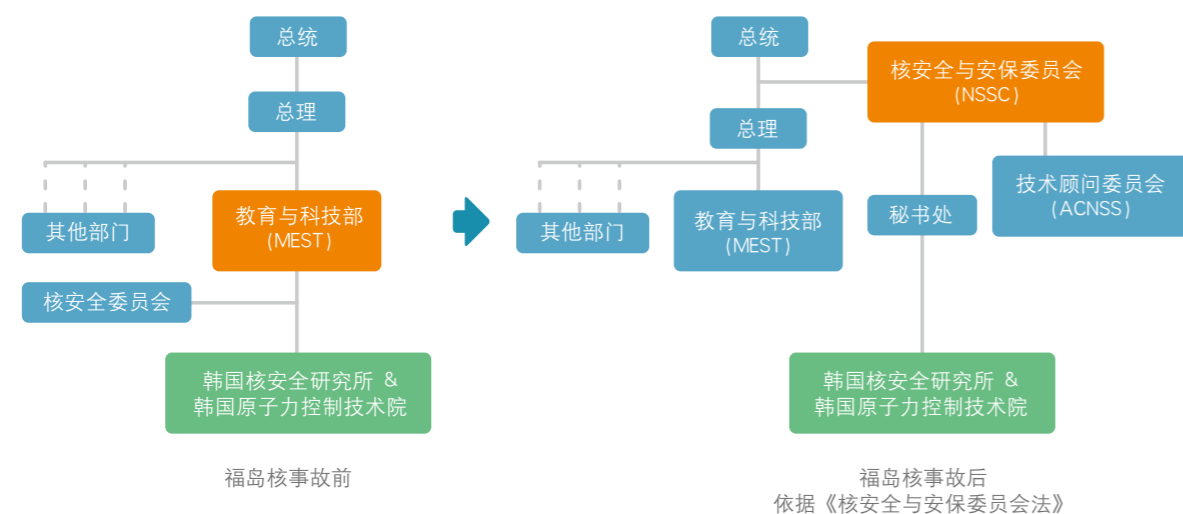 总统
总理
其他部门
教育与科技部
(MEST)
核安全委员会
韩国核安全研究所 &
韩国原子力控制技术院
福岛核事故前
总统
核安全与安保委员会
(NSSC)
总理
技术顾问委员会
(ACNSS)
秘书处
其他部门
教育与科技部
(MEST)
韩国核安全研究所 &
韩国原子力控制技术院
福岛核事故后
依据《核安全与安保委员会法》